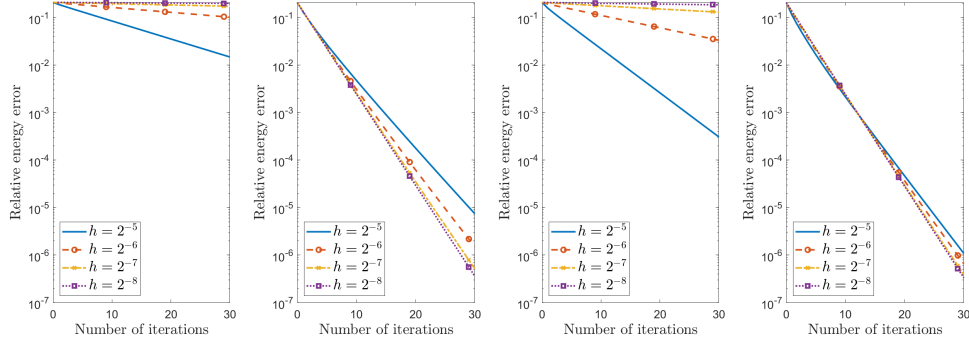 Relative energy error
10^-1
10^-2
10^-3
10^-4
10^-5
10^-6
10^-7
h = 2^-5
h = 2^-6
h = 2^-7
h = 2^-8
0 10 20 30
Number of iterations
Relative energy error
10^-1
10^-2
10^-3
10^-4
10^-5
10^-6
10^-7
h = 2^-5
h = 2^-6
h = 2^-7
h = 2^-8
0 10 20 30
Number of iterations
Relative energy error
10^-1
10^-2
10^-3
10^-4
10^-5
10^-6
10^-7
h = 2^-5
h = 2^-6
h = 2^-7
h = 2^-8
0 10 20 30
Number of iterations
Relative energy error
10^-1
10^-2
10^-3
10^-4
10^-5
10^-6
10^-7
h = 2^-5
h = 2^-6
h = 2^-7
h = 2^-8
0 10 20 30
Number of iterations